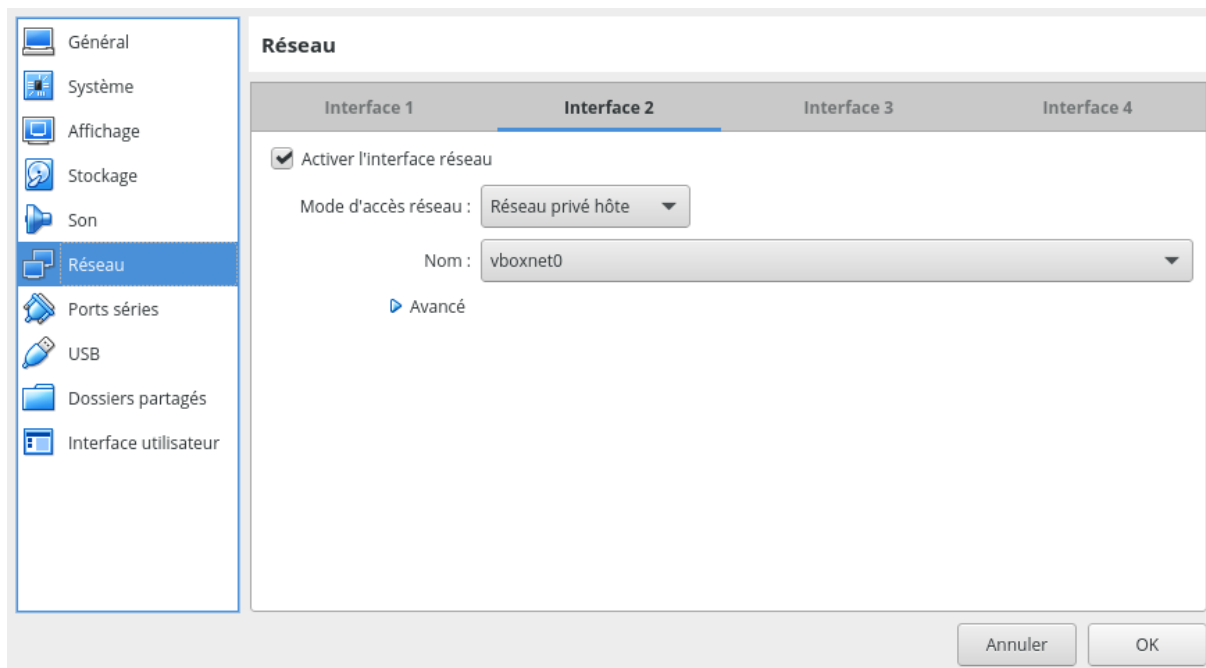 Général
Système
Affichage
Stockage
Son
Réseau
Ports séries
USB
Dossiers partagés
Interface utilisateur
Réseau
Interface 1 Interface 2 Interface 3 Interface 4
Activer l'interface réseau
Mode d'accès réseau : Réseau privé hôte
Nom : vboxnet0
Avancé
Annuler OK